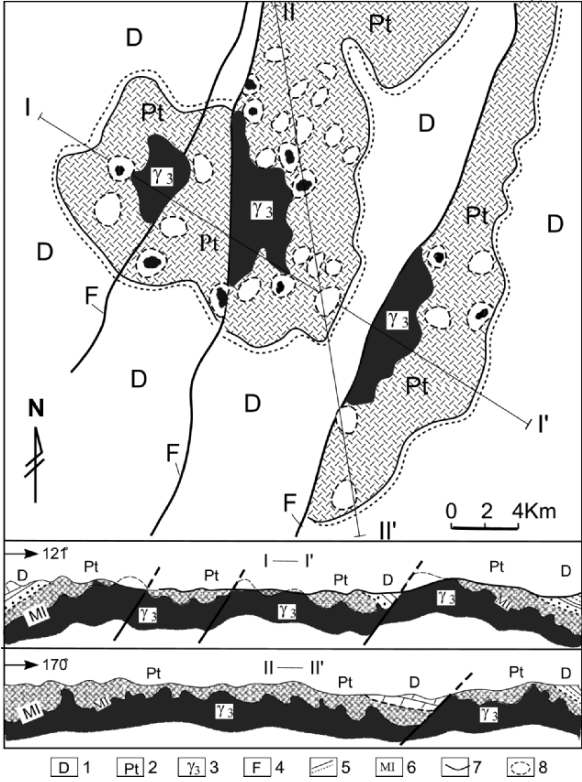 II
D
Pt
I
Pt
D
γ₃
γ₃
Pt
Pt
D
D
D
F
γ₃
Pt
D
D
N
F
I'
F
0 2 4Km
II'
121°
I — I'
D Pt Pt Pt D Pt D
MI γ₃ γ₃ γ₃ MI
170°
II — II'
Pt Pt D Pt D
MI MI γ₃ γ₃ MI
D 1 Pt 2 γ₃ 3 F 4 5 MI 6 7 8